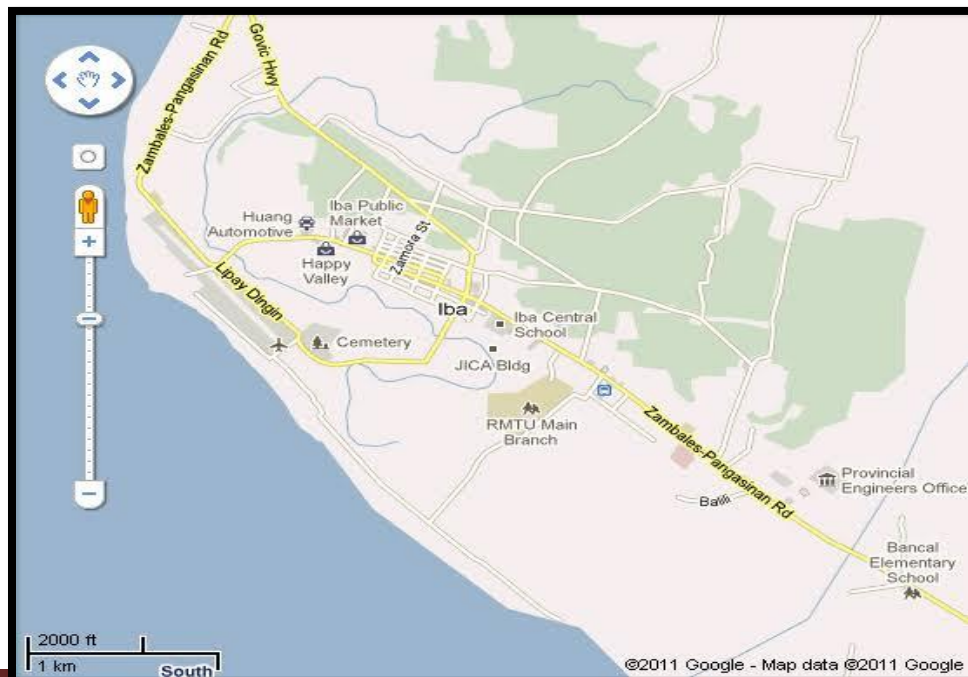 Zambales-Pangasinan Rd
Govic Hwy
Iba Public
Market
Huang
Automotive
Zamora St
Happy
Valley
Lipay Dingin
Iba
Iba Central
School
Cemetery
JICA Bldg
RMTU Main
Branch
Zambales-Pangasinan Rd
Provincial
Engineers Office
Balili
Bancal
Elementary
School
2000 ft
1 km
South
©2011 Google - Map data ©2011 Google